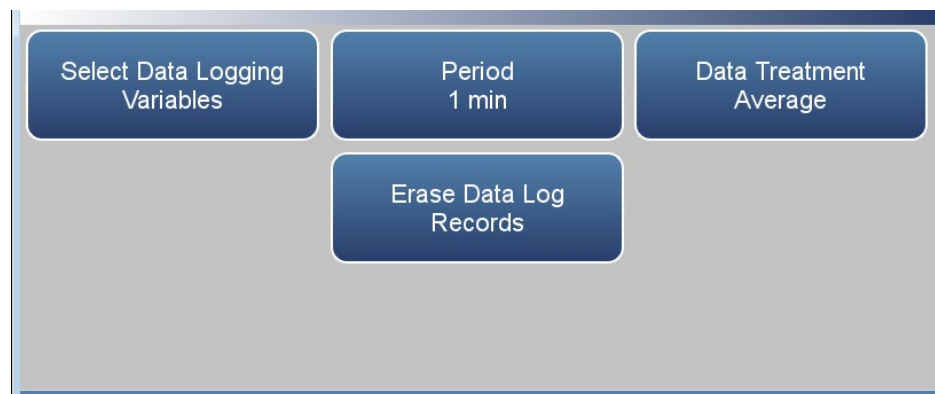 Select Data Logging
Variables
Period
1 min
Data Treatment
Average
Erase Data Log
Records